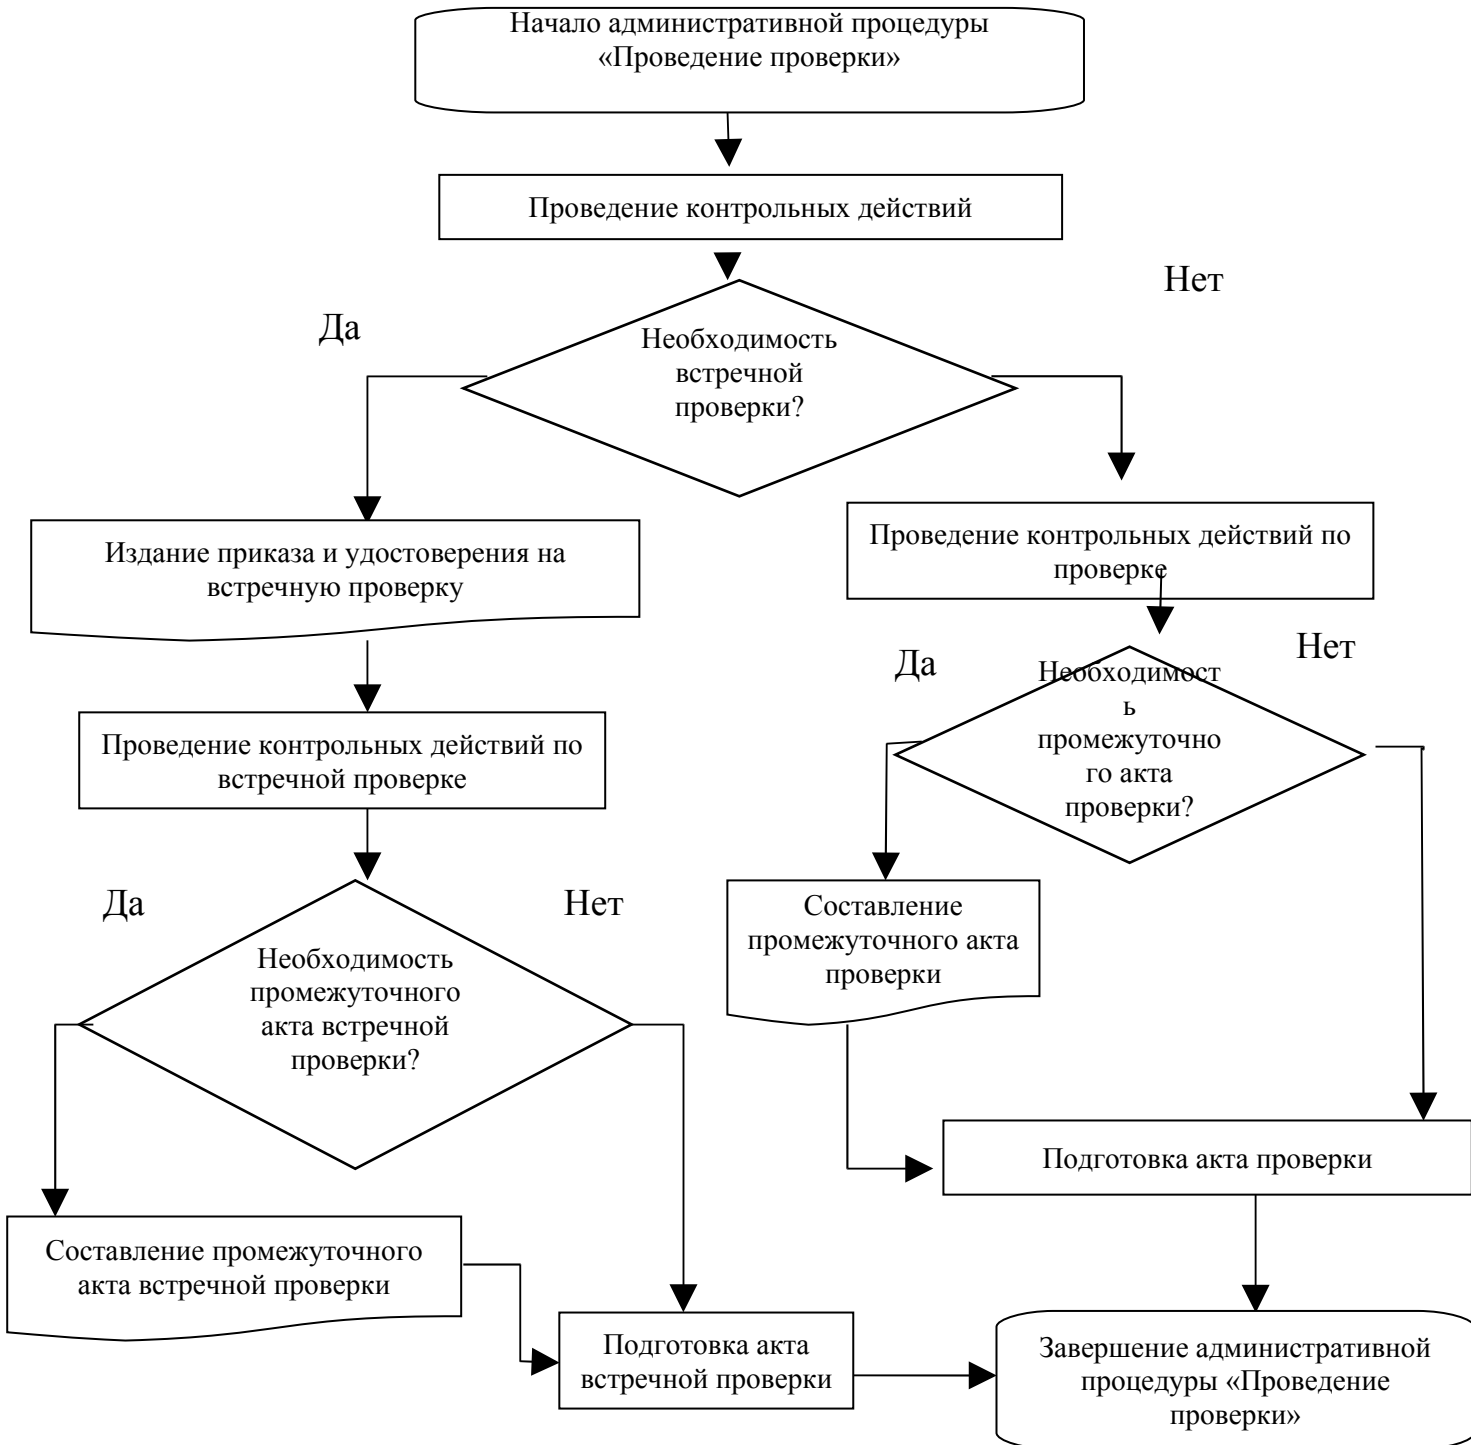 Начало административной процедуры
«Проведение проверки»
Проведение контрольных действий
Нет
Да
Необходимость
встречной
проверки?
Издание приказа и удостоверения на
встречную проверку
Проведение контрольных действий по
проверке
Нет
Да
Необходимост
ь
промежуточно
го акта
проверки?
Проведение контрольных действий по
встречной проверке
Да
Нет
Составление
промежуточного акта
проверки
Необходимость
промежуточного
акта встречной
проверки?
Подготовка акта проверки
Составление промежуточного
акта встречной проверки
Подготовка акта
встречной проверки
Завершение административной
процедуры «Проведение
проверки»